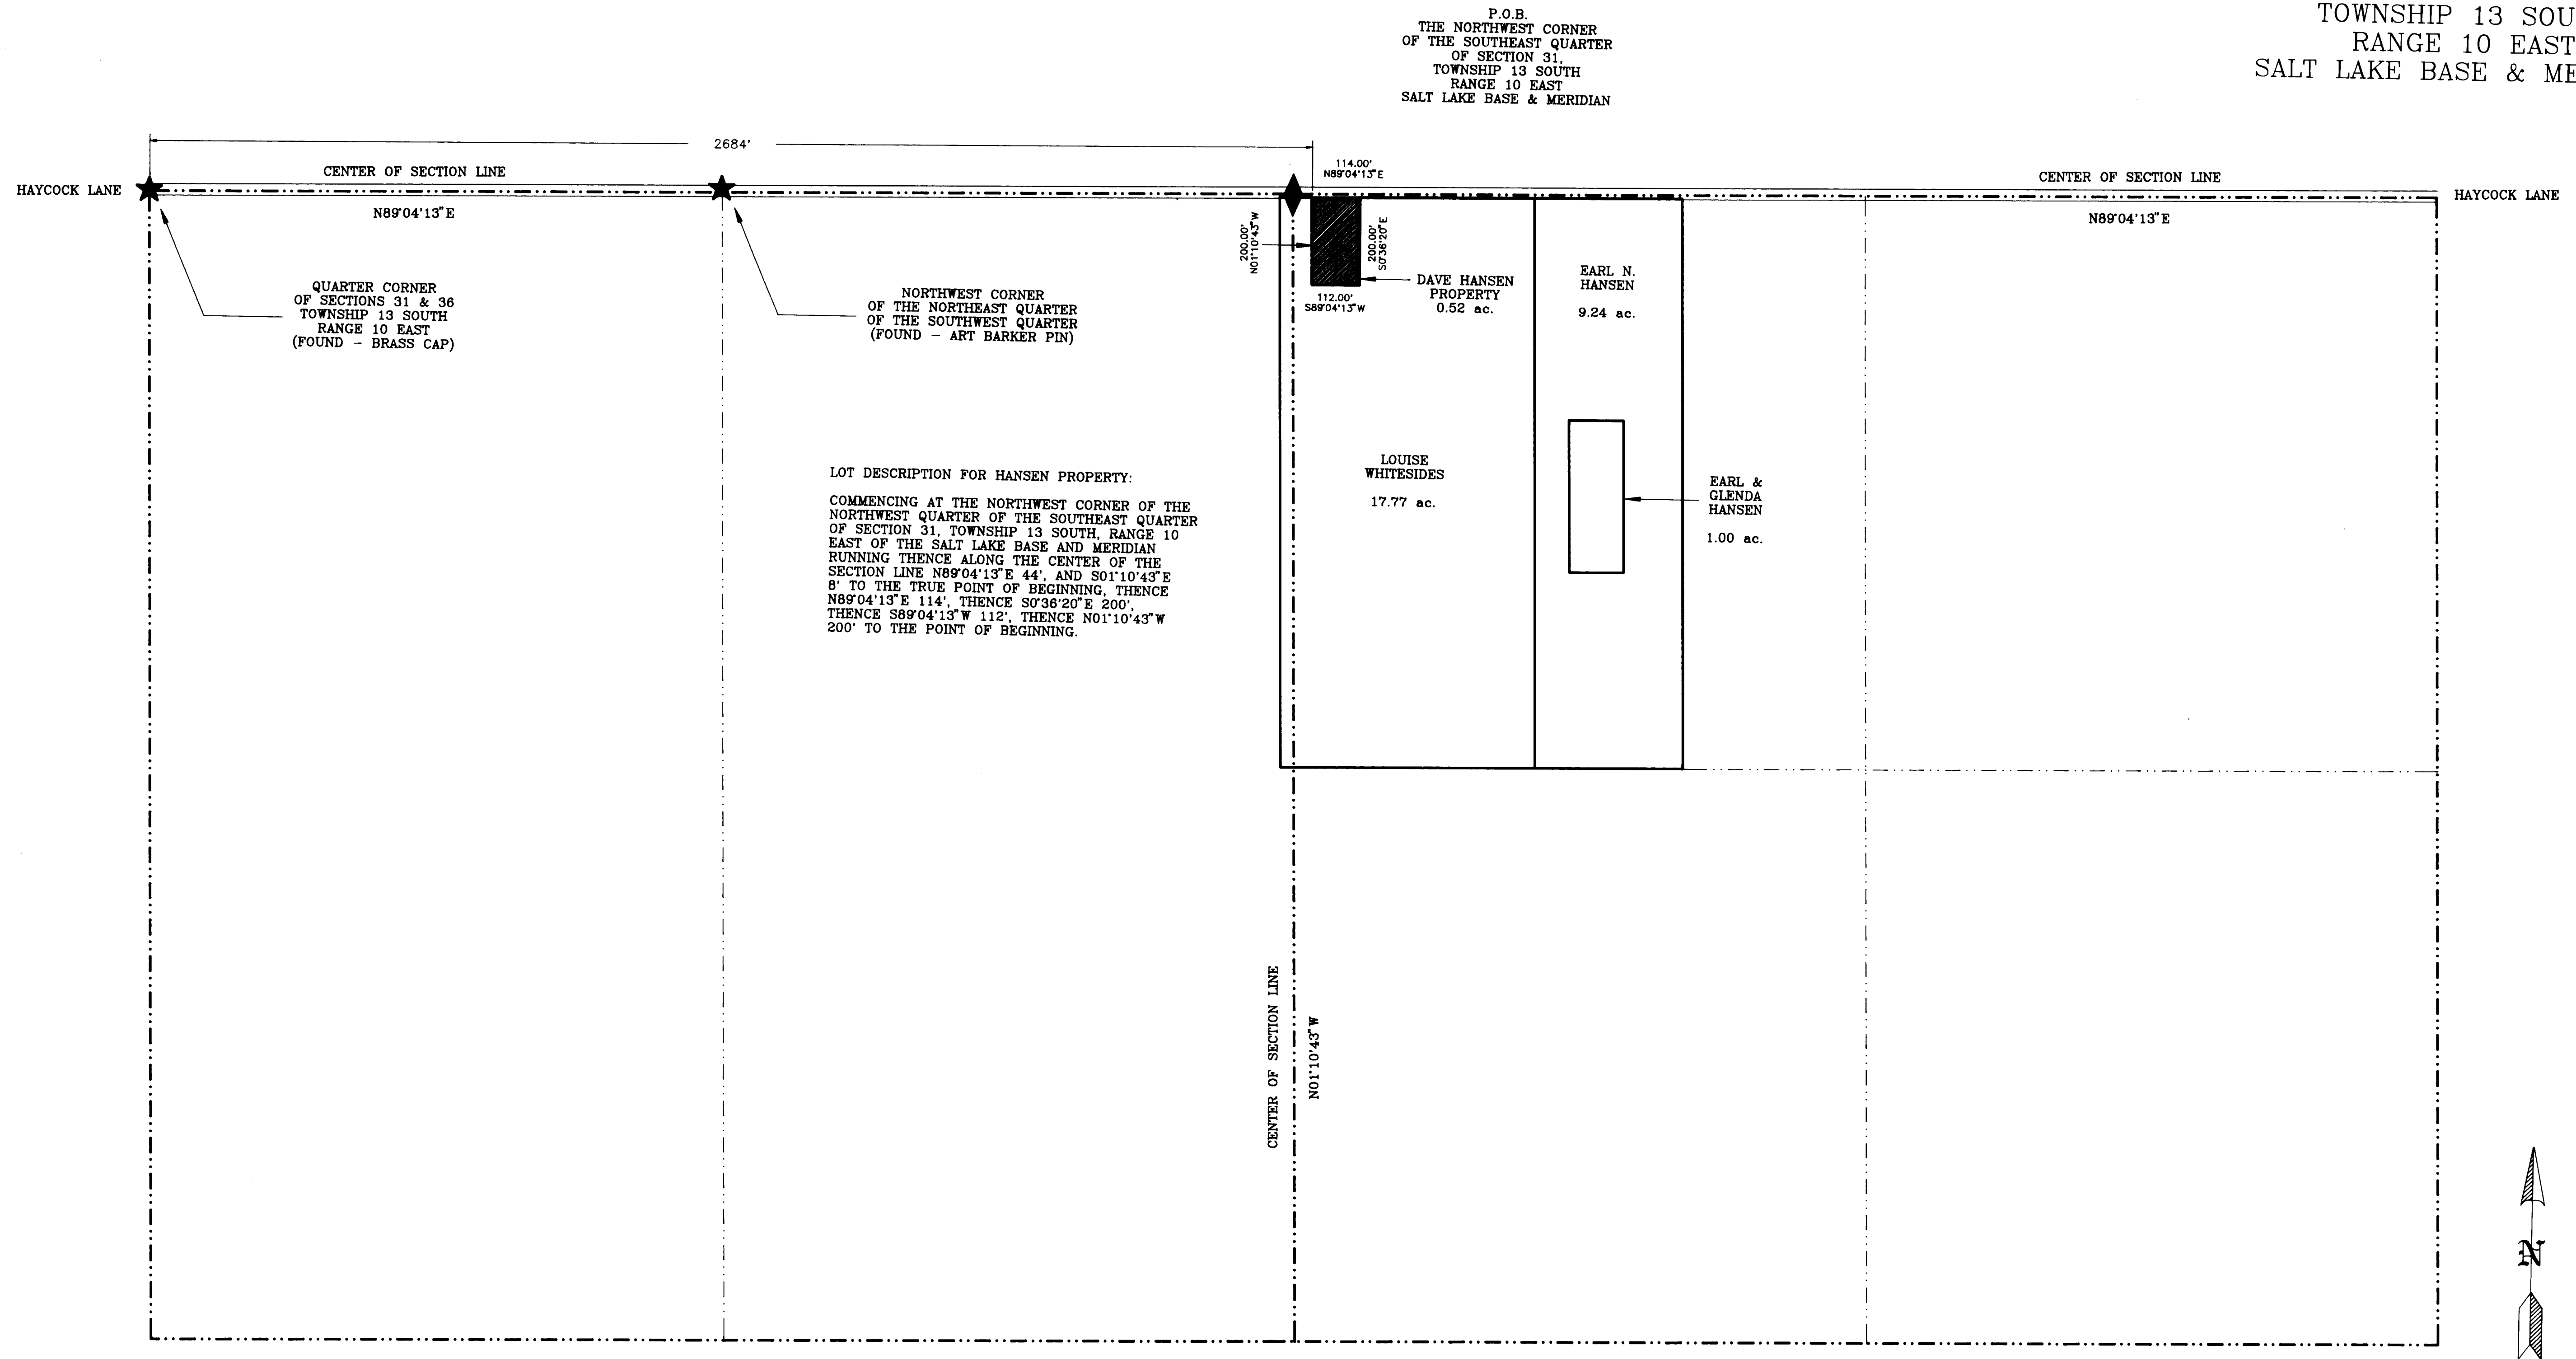 P.O.B.
THE NORTHWEST CORNER
OF THE SOUTHEAST QUARTER
OF SECTION 31,
TOWNSHIP 13 SOUTH
RANGE 10 EAST
SALT LAKE BASE & MERIDIAN
TOWNSHIP 13 SOU
RANGE 10 EAST
SALT LAKE BASE & ME
2684'
114.00'
N89°04'13"E
CENTER OF SECTION LINE
CENTER OF SECTION LINE
HAYCOCK LANE
HAYCOCK LANE
N89°04'13"E
N89°04'13"E
200.00'
N01°10'43"W
200.00'
S0°36'20"E
112.00'
S89°04'13"W
QUARTER CORNER
OF SECTIONS 31 & 36
TOWNSHIP 13 SOUTH
RANGE 10 EAST
(FOUND - BRASS CAP)
NORTHWEST CORNER
OF THE NORTHEAST QUARTER
OF THE SOUTHWEST QUARTER
(FOUND - ART BARKER PIN)
DAVE HANSEN
PROPERTY
0.52 ac.
EARL N.
HANSEN
9.24 ac.
LOUISE
WHITESIDES
17.77 ac.
EARL &
GLENDA
HANSEN
1.00 ac.
LOT DESCRIPTION FOR HANSEN PROPERTY:
COMMENCING AT THE NORTHWEST CORNER OF THE
NORTHWEST QUARTER OF THE SOUTHEAST QUARTER
OF SECTION 31, TOWNSHIP 13 SOUTH, RANGE 10
EAST OF THE SALT LAKE BASE AND MERIDIAN
RUNNING THENCE ALONG THE CENTER OF THE
SECTION LINE N89°04'13"E 44', AND S01°10'43"E
8' TO THE TRUE POINT OF BEGINNING, THENCE
N89°04'13"E 114', THENCE S0°36'20"E 200',
THENCE S89°04'13"W 112', THENCE N01°10'43"W
200' TO THE POINT OF BEGINNING.
CENTER OF SECTION LINE
N01°10'43"W
N